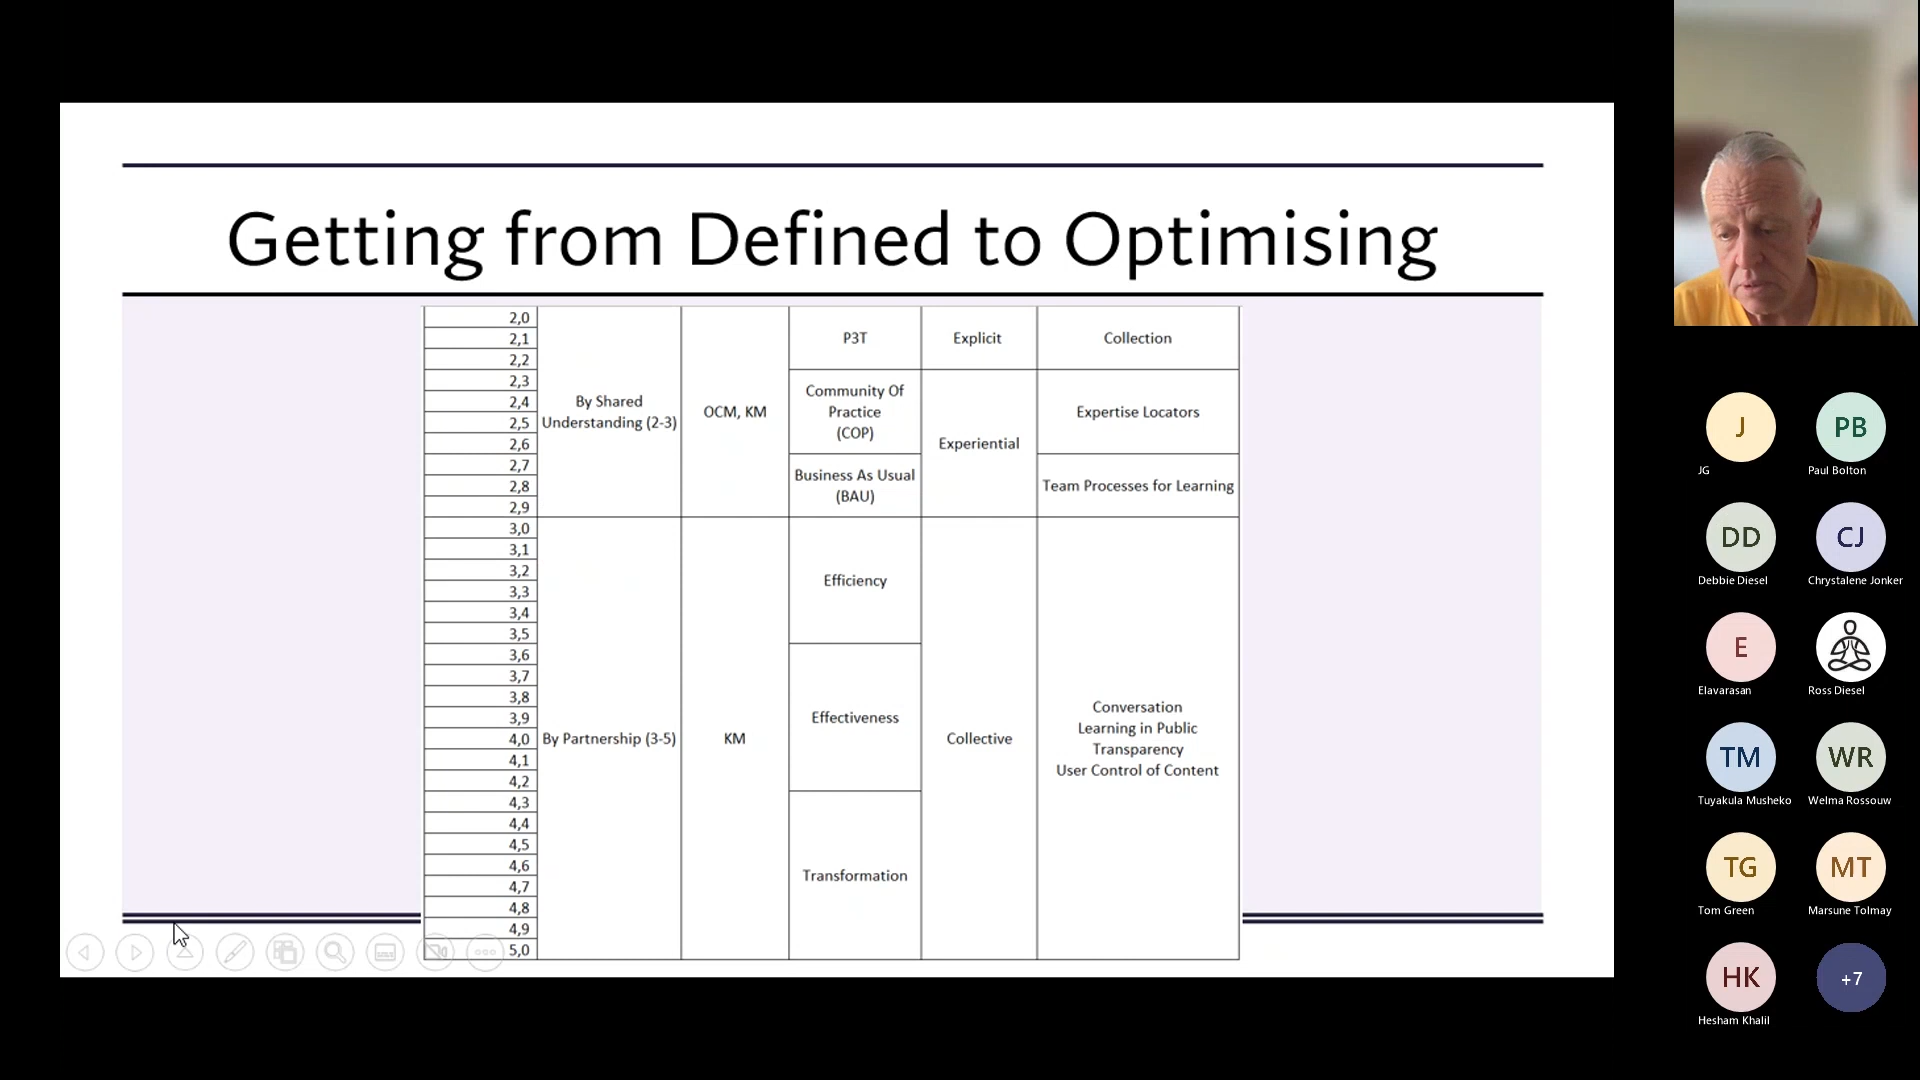 Getting from Defined to Optimising
2,0
2,1
2,2
2,3
2,4
2,5
2,6
2,7
2,8
2,9
3,0
3,1
3,2
3,3
3,4
3,5
3,6
3,7
3,8
3,9
4,0
4,1
4,2
4,3
4,4
4,5
4,6
4,7
4,8
4,9
5,0
By Shared
Understanding (2-3)
By Partnership (3-5)
OCM, KM
KM
P3T
Community Of
Practice
(COP)
Business As Usual
(BAU)
Efficiency
Effectiveness
Transformation
Explicit
Experiential
Collective
Collection
Expertise Locators
Team Processes for Learning
Conversation
Learning in Public
Transparency
User Control of Content
J
JG
PB
Paul Bolton
DD
Debbie Diesel
CJ
Chrystalene Jonker
E
Elavarasan
Ross Diesel
TM
Tuyakula Musheko
WR
Welma Rossouw
TG
Tom Green
MT
Marsune Tolmay
HK
Hesham Khalil
+7